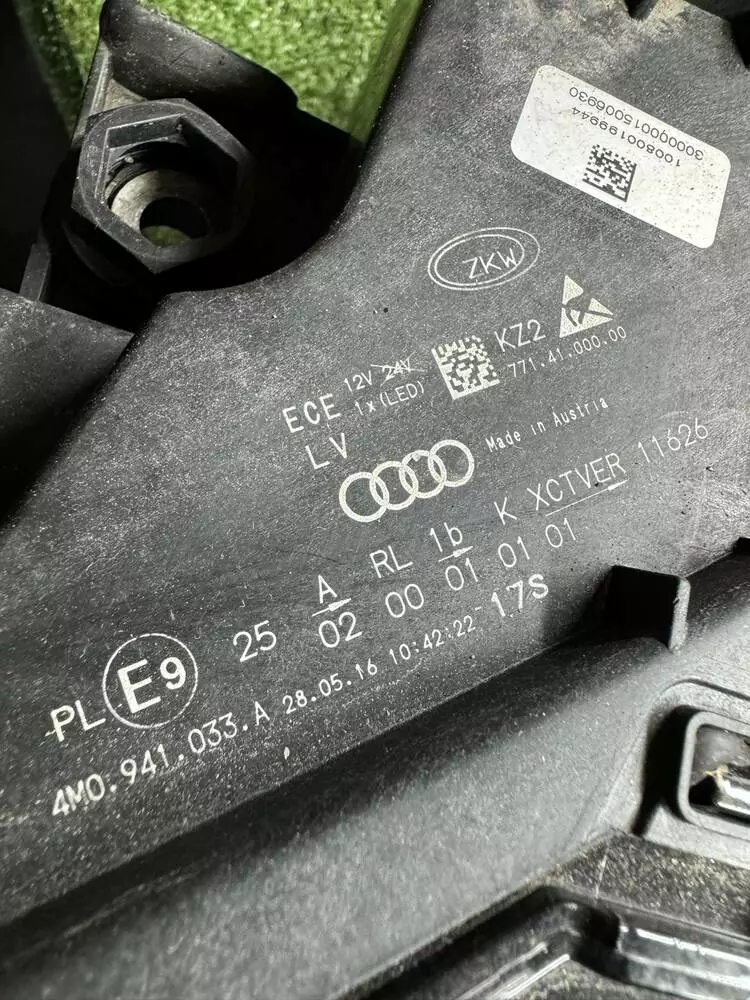 100800199944
3000Q00015006930
ZKW
ECE 12V 24V
1x(LED)
KZ2
771.41.000.00
LV
Made in Austria
A RL 1b K XCTVER 11626
PL E9 25 02 00 01 01 01
4M0.941.033.A 28.05.16 10:42:22 17S